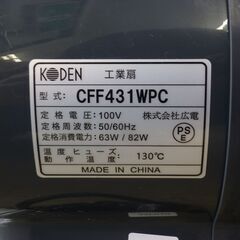 KODEN 工業扇
型式: CFF431WPC
定格電圧: 100V 株式会社広電
定格周波数: 50/60Hz
定格消費電力: 63W / 82W
PSE
温度ヒューズ動作温度: 130℃
MADE IN CHINA